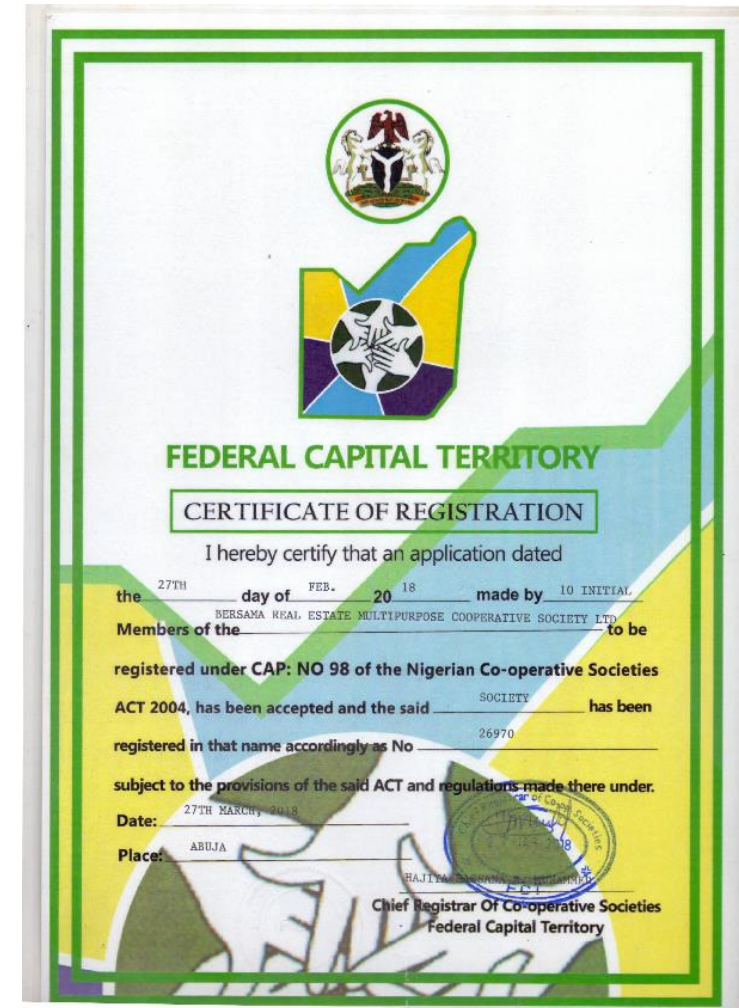 FEDERAL CAPITAL TERRITORY
CERTIFICATE OF REGISTRATION
I hereby certify that an application dated
the 27TH day of FEB. 20 18 made by 10 INITIAL
Members of the BERSAMA REAL ESTATE MULTIPURPOSE COOPERATIVE SOCIETY LTD to be
registered under CAP: NO 98 of the Nigerian Co-operative Societies
ACT 2004, has been accepted and the said SOCIETY has been
registered in that name accordingly as No 26970
subject to the provisions of the said ACT and regulations made there under.
Date: 27TH MARCH, 2018
Place: ABUJA
HAJIYA MUHAMMED
Chief Registrar Of Co-operative Societies
Federal Capital Territory